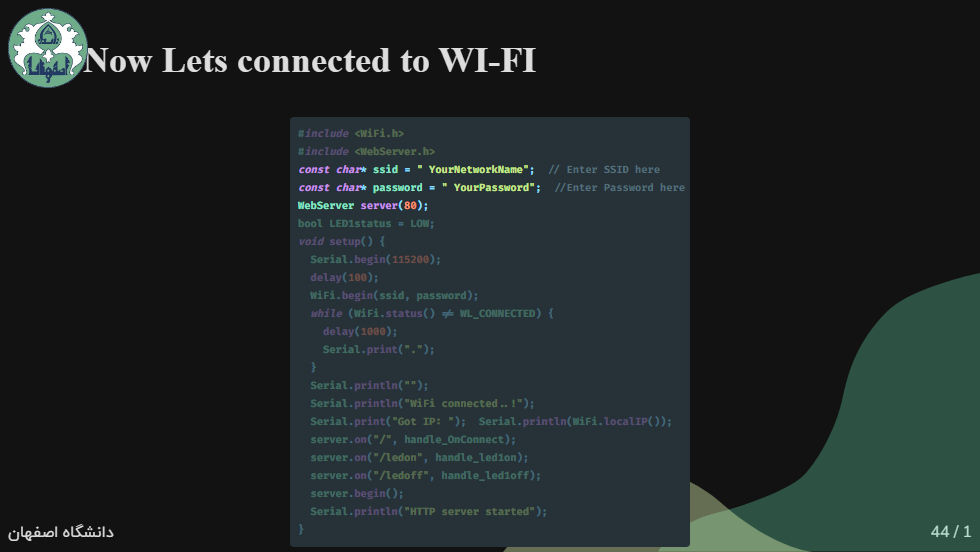 Now Lets connected to WI-FI
#include <WiFi.h>
#include <WebServer.h>
const char* ssid = " YourNetworkName";  // Enter SSID here
const char* password = " YourPassword";  //Enter Password here
WebServer server(80);
bool LED1status = LOW;
void setup() {
  Serial.begin(115200);
  delay(100);
  WiFi.begin(ssid, password);
  while (WiFi.status() != WL_CONNECTED) {
    delay(1000);
    Serial.print(".");
  }
  Serial.println("");
  Serial.println("WiFi connected..!");
  Serial.print("Got IP: ");  Serial.println(WiFi.localIP());
  server.on("/", handle_OnConnect);
  server.on("/ledon", handle_led1on);
  server.on("/ledoff", handle_led1off);
  server.begin();
  Serial.println("HTTP server started");
}
دانشگاه اصفهان
44 / 1